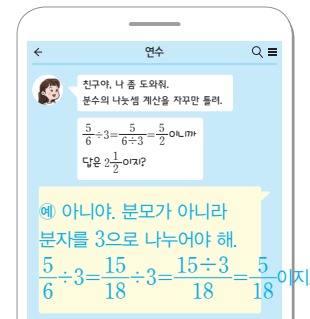 연수
친구야, 나 좀 도와줘.
분수의 나눗셈 계산을 자꾸만 틀려.
5/6÷3=5/6÷3=5/2이니까
답은 2 1/2이지?
예 아니야. 분모가 아니라
분자를 3으로 나누어야 해.
5/6÷3=15/18÷3=15÷3/18=5/18이지